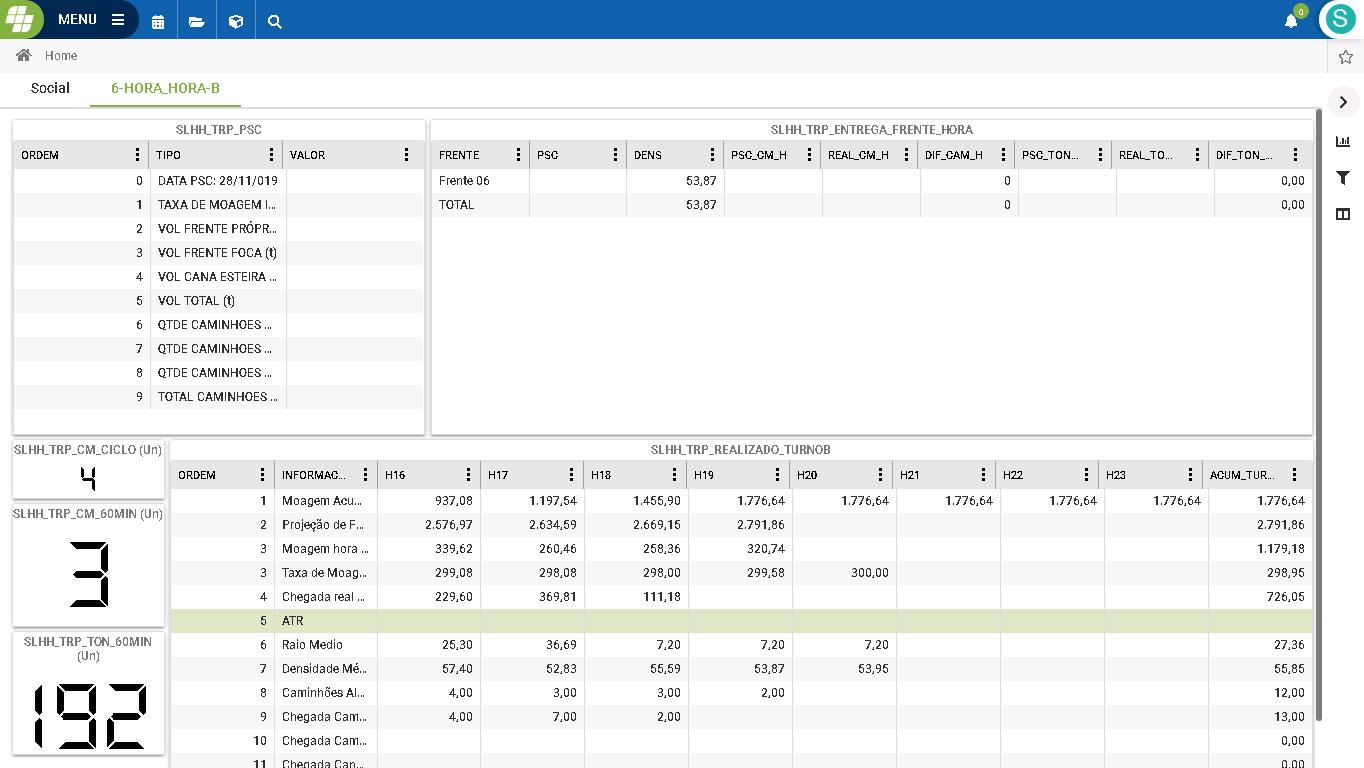 MENU
0
S
Home
Social 6-HORA_HORA-B
SLHH_TRP_PSC
ORDEM TIPO VALOR
0 DATA PSC: 28/11/019
1 TAXA DE MOAGEM I...
2 VOL FRENTE PRÓPR...
3 VOL FRENTE FOCA (t)
4 VOL CANA ESTEIRA ...
5 VOL TOTAL (t)
6 QTDE CAMINHOES ...
7 QTDE CAMINHOES ...
8 QTDE CAMINHOES ...
9 TOTAL CAMINHOES ...
SLHH_TRP_ENTREGA_FRENTE_HORA
FRENTE PSC DENS PSC_CM_H REAL_CM_H DIF_CAM_H PSC_TON... REAL_TO... DIF_TON_...
Frente 06 53,87 0 0,00
TOTAL 53,87 0 0,00
SLHH_TRP_CM_CICLO (Un)
4
SLHH_TRP_CM_60MIN (Un)
3
SLHH_TRP_TON_60MIN
(Un)
192
SLHH_TRP_REALIZADO_TURNOB
ORDEM INFORMAC... H16 H17 H18 H19 H20 H21 H22 H23 ACUM_TUR...
1 Moagem Acu... 937,08 1.197,54 1.455,90 1.776,64 1.776,64 1.776,64 1.776,64 1.776,64 1.776,64
2 Projeção de F... 2.576,97 2.634,59 2.669,15 2.791,86 2.791,86
3 Moagem hora ... 339,62 260,46 258,36 320,74 1.179,18
3 Taxa de Moag... 299,08 298,08 298,00 299,58 300,00 298,95
4 Chegada real ... 229,60 369,81 111,18 726,05
5 ATR
6 Raio Medio 25,30 36,69 7,20 7,20 7,20 27,36
7 Densidade Mé... 57,40 52,83 55,59 53,87 53,95 55,85
8 Caminhões Al... 4,00 3,00 3,00 2,00 12,00
9 Chegada Cam... 4,00 7,00 2,00 13,00
10 Chegada Cam... 0,00
11 Chegada Can... 0,00